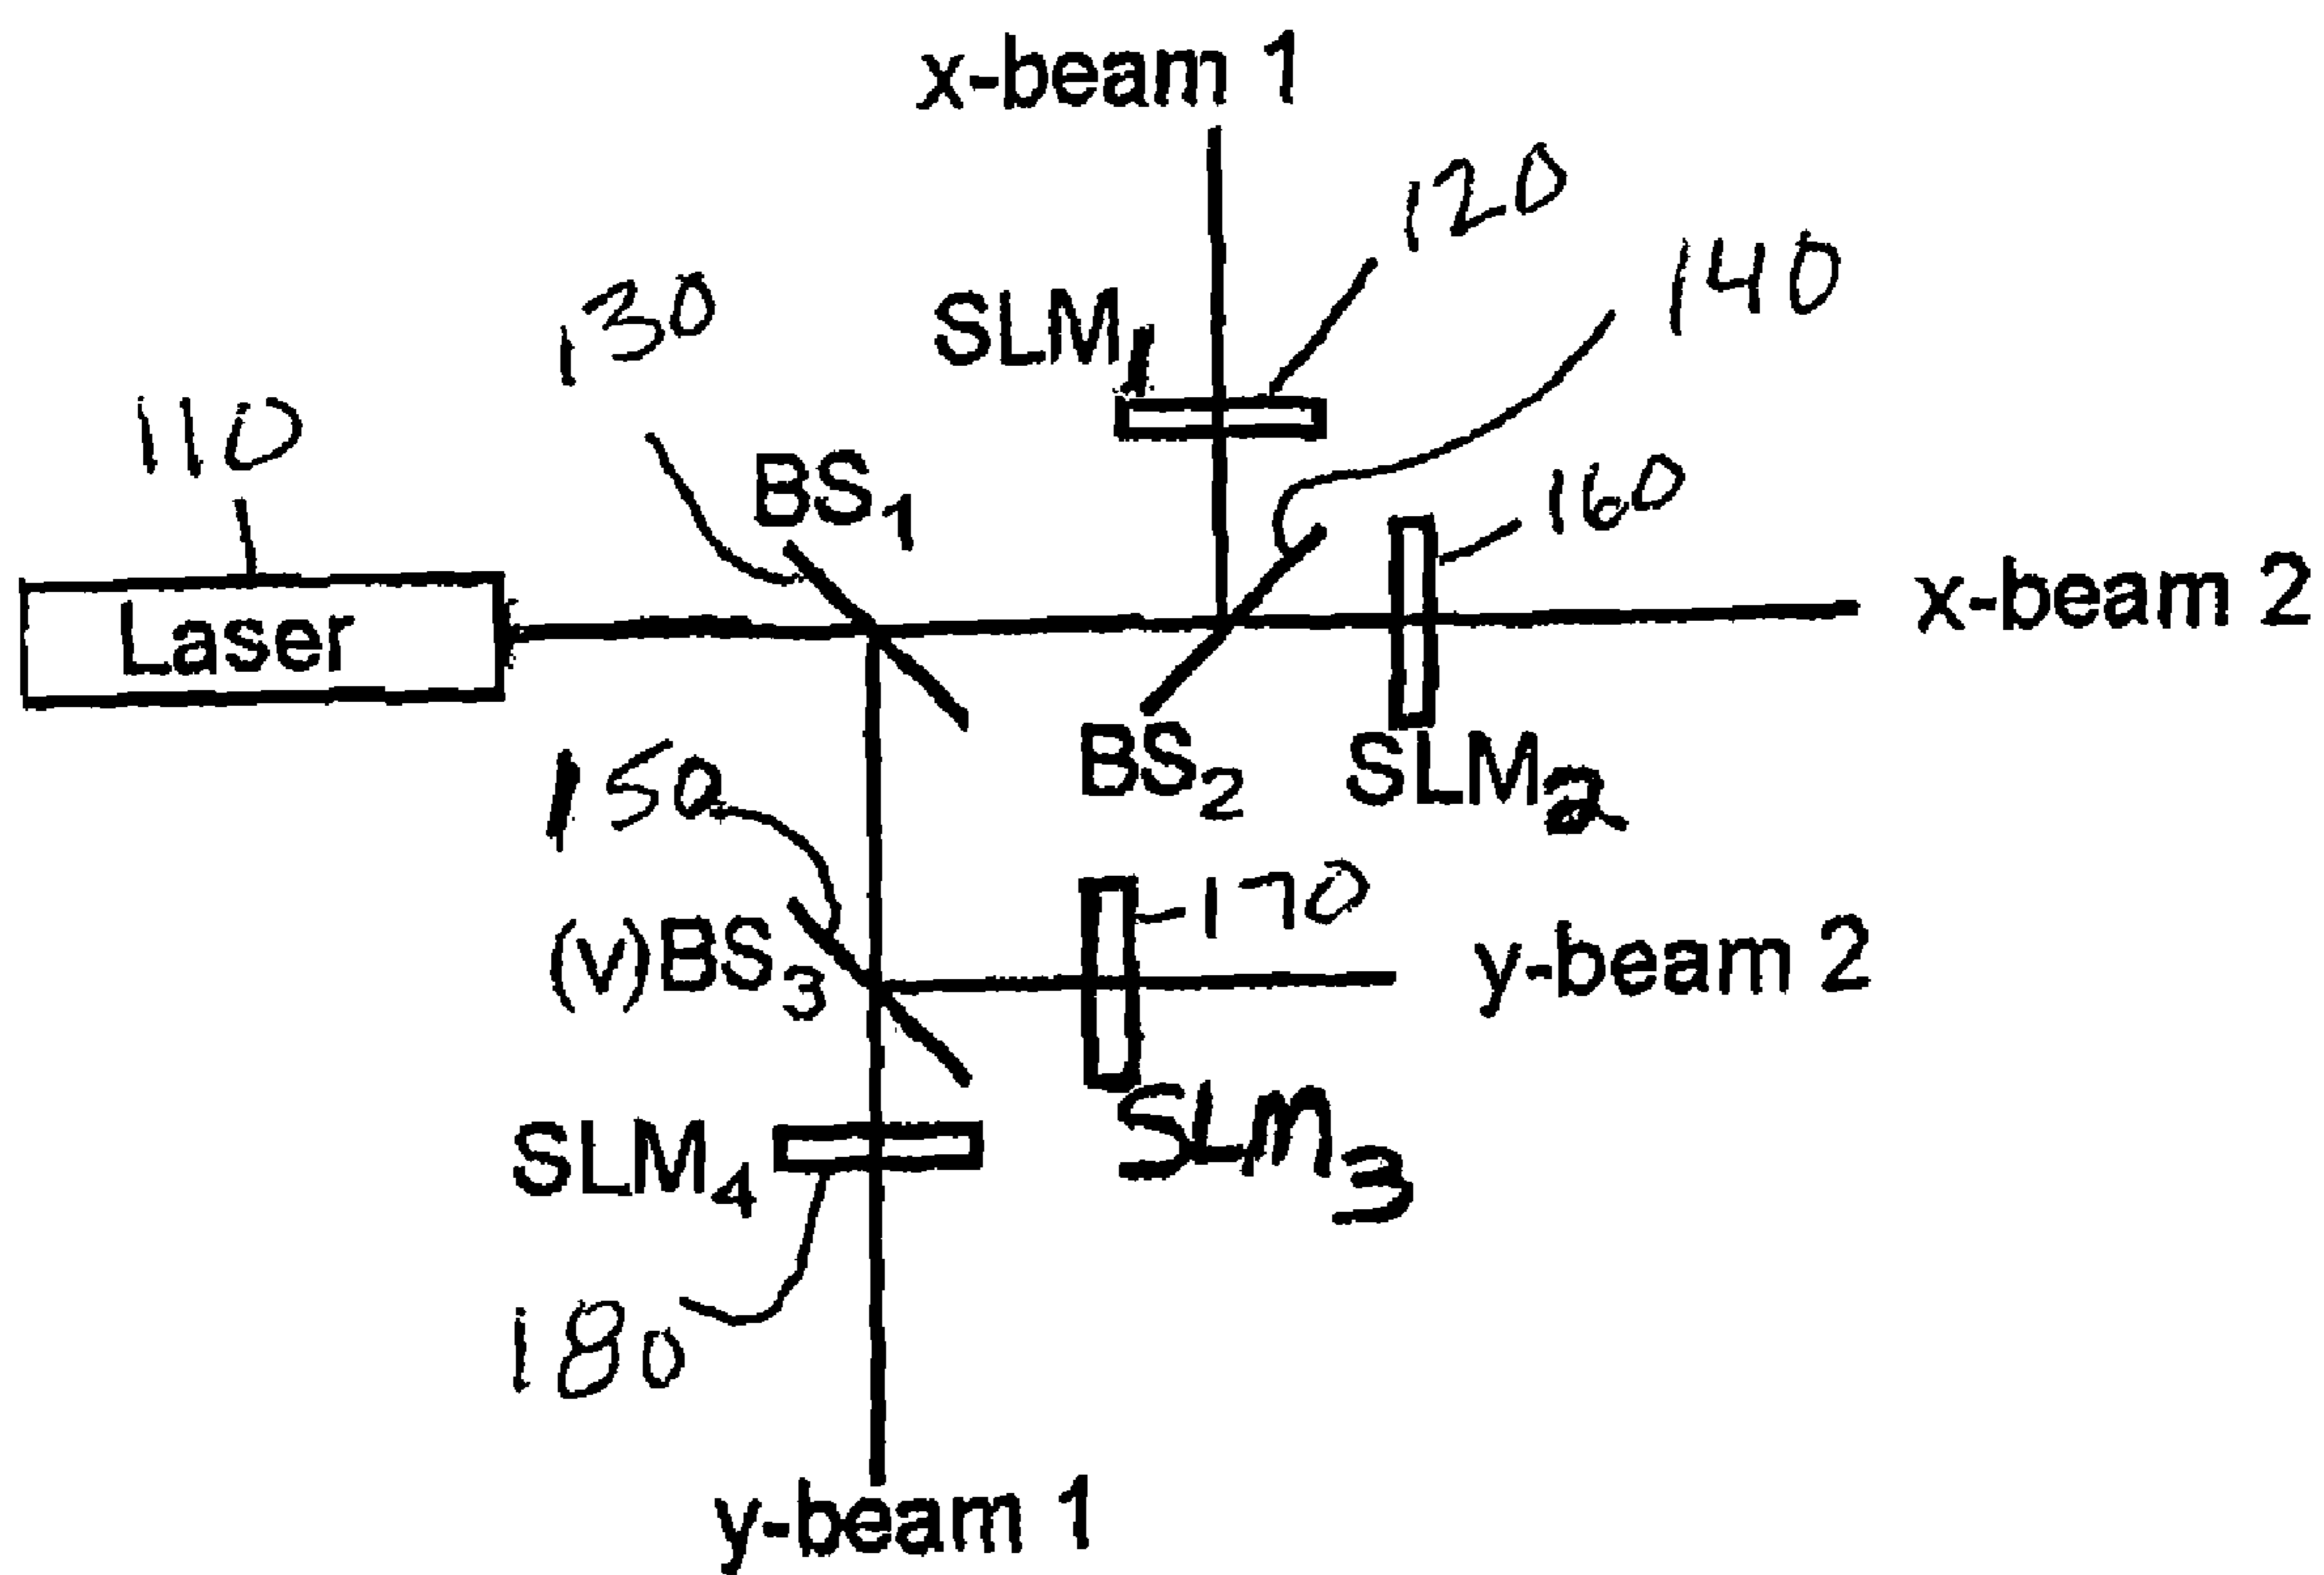 x-beam 1
120
140
130
SLM1
110
BS1
160
Laser
x-beam 2
BS2
SLM2
150
170
(v)BS3
y-beam 2
SLM3
SLM4
180
y-beam 1